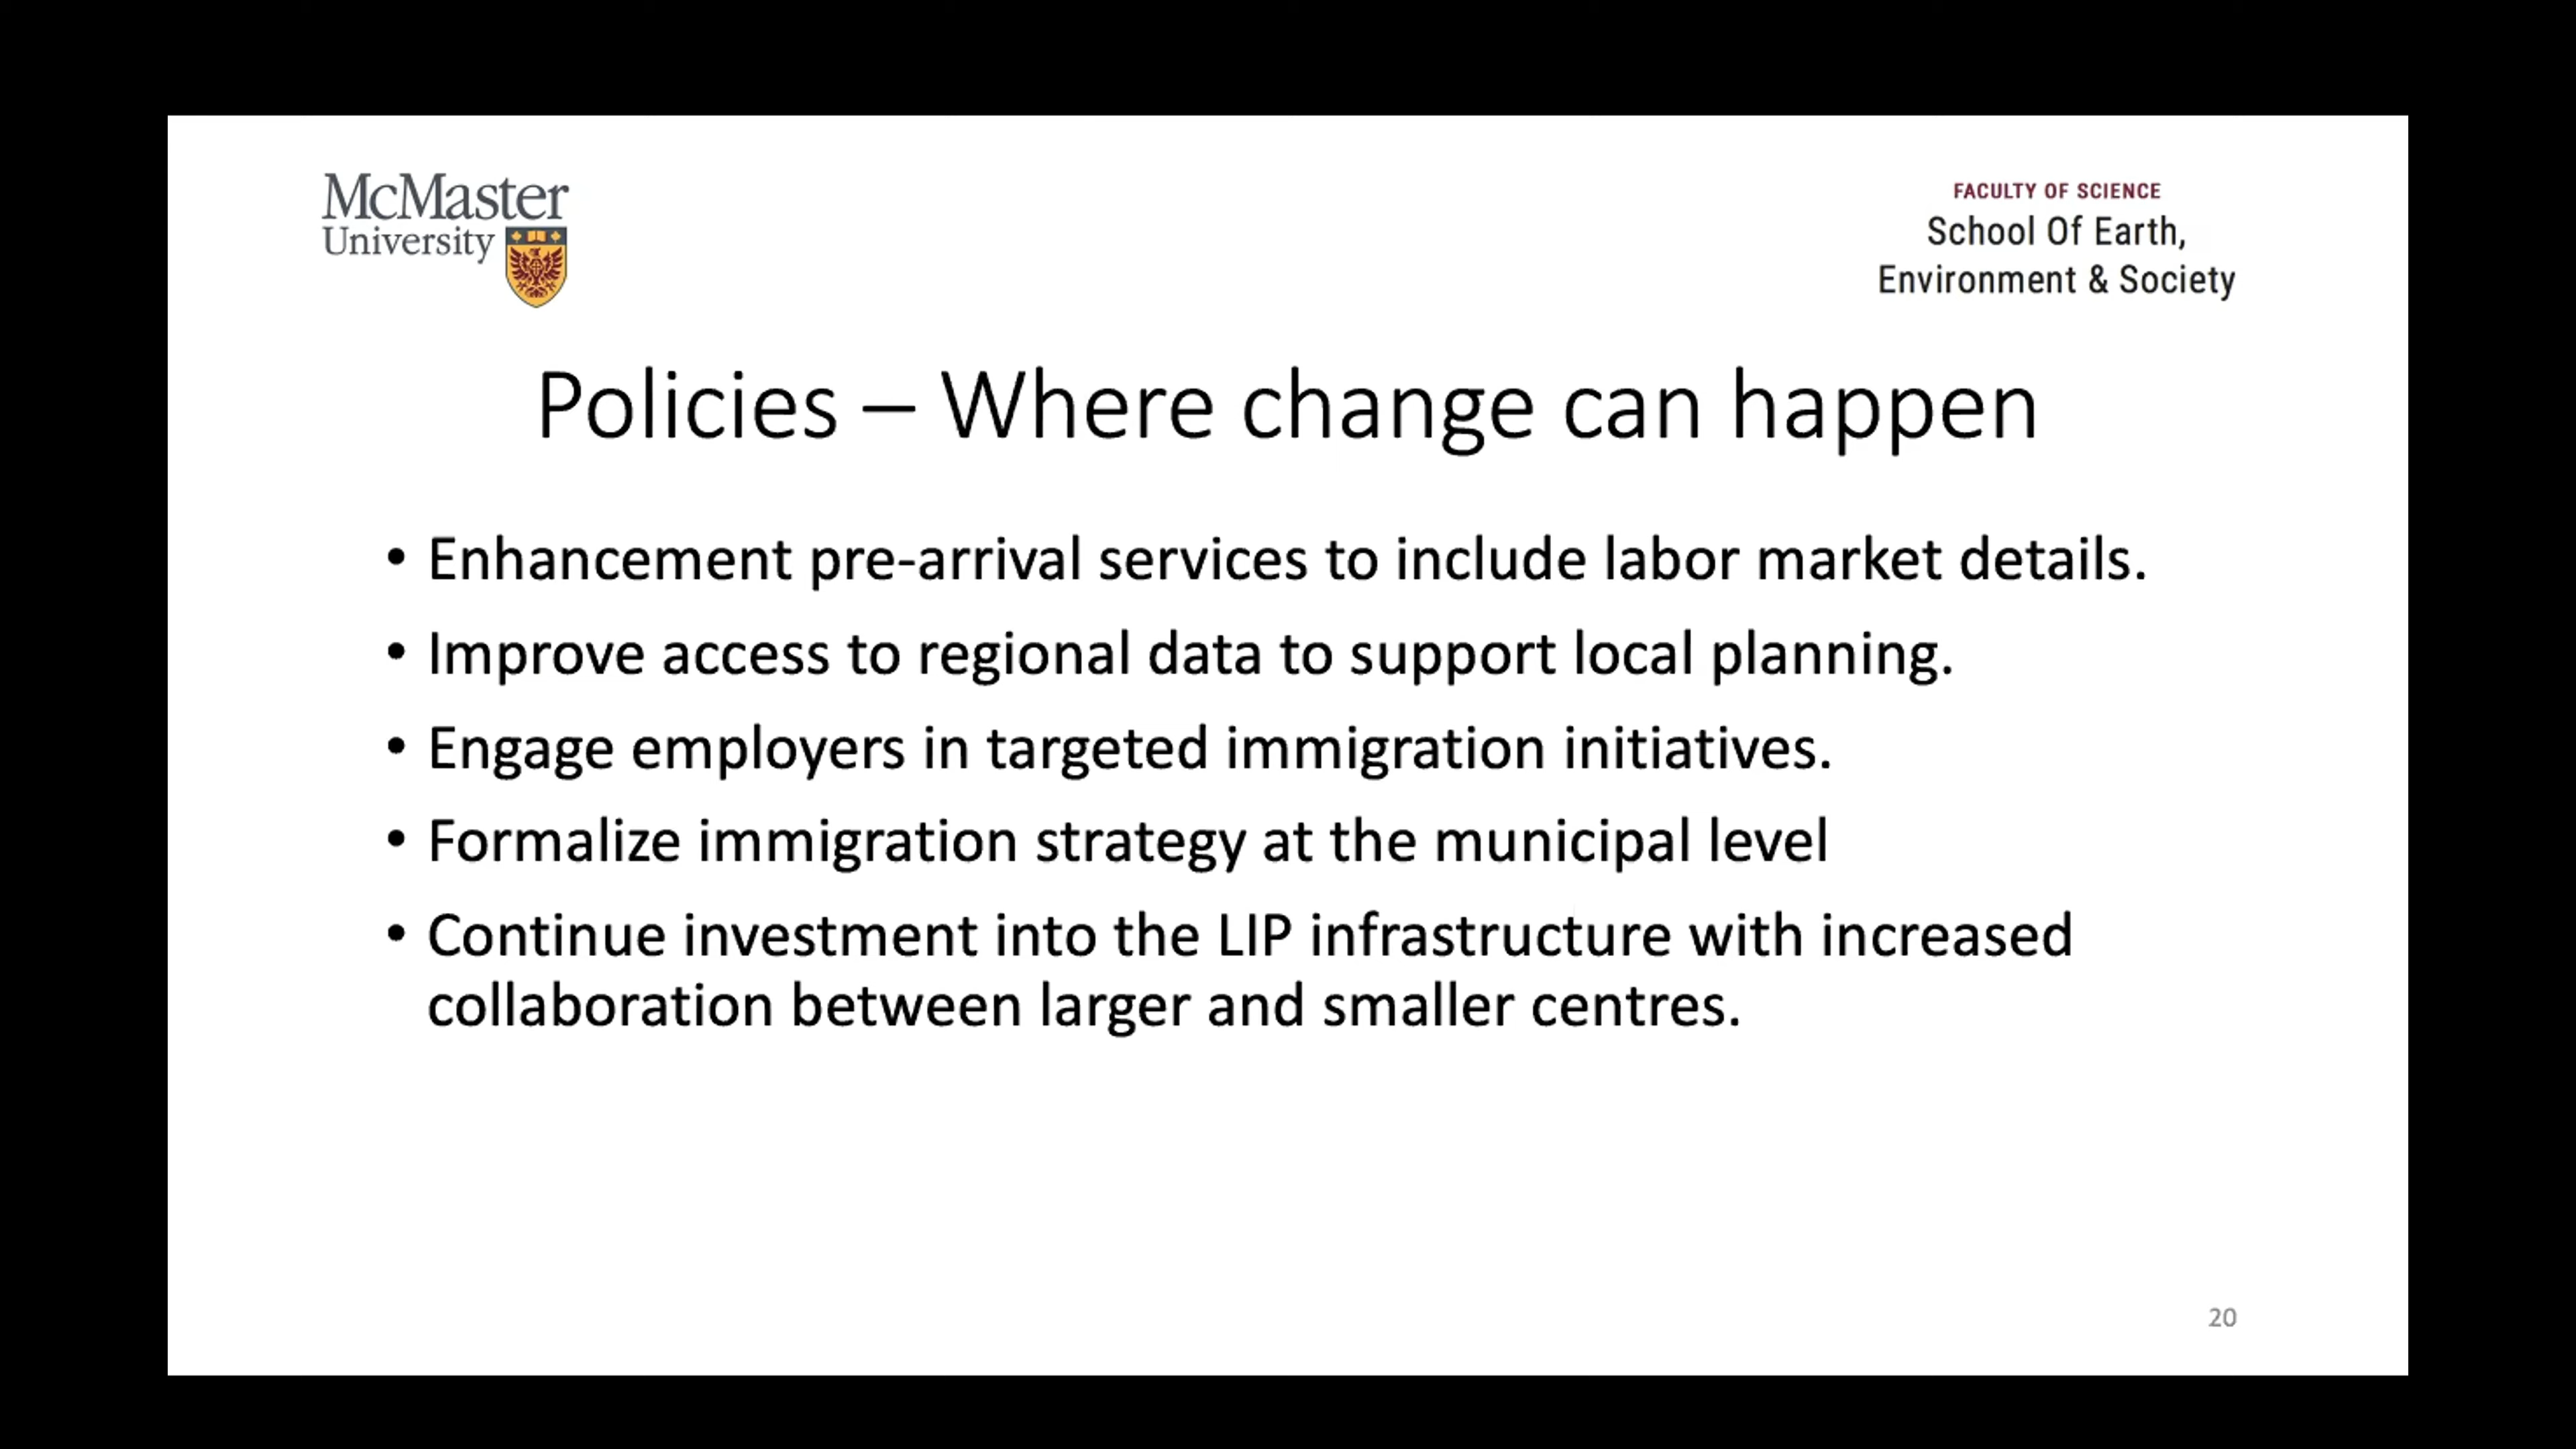 McMaster
University
FACULTY OF SCIENCE
School Of Earth,
Environment & Society
Policies – Where change can happen
• Enhancement pre-arrival services to include labor market details.
• Improve access to regional data to support local planning.
• Engage employers in targeted immigration initiatives.
• Formalize immigration strategy at the municipal level
• Continue investment into the LIP infrastructure with increased
collaboration between larger and smaller centres.
20